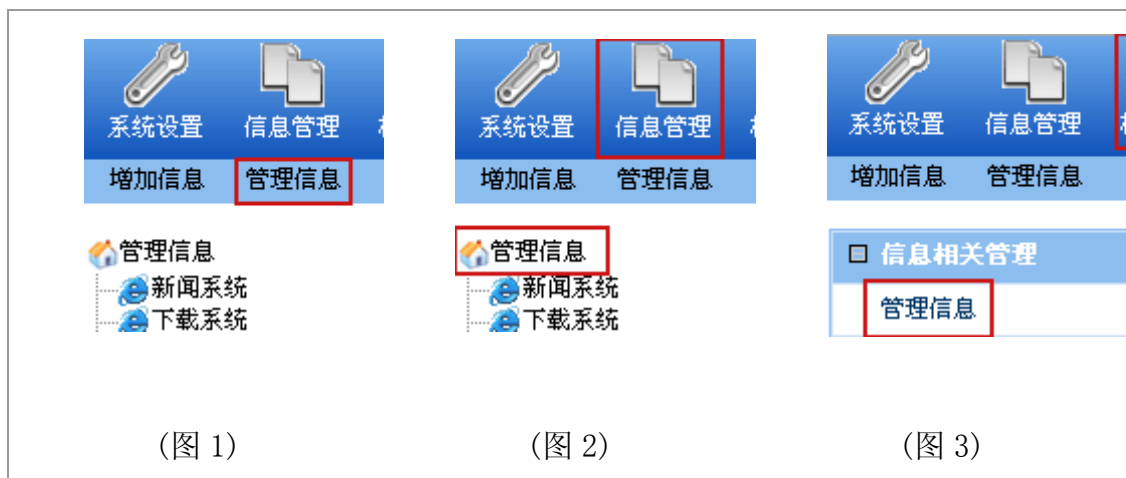 系统设置 信息管理
增加信息 管理信息
管理信息
新闻系统
下载系统
(图 1)
系统设置 信息管理
增加信息 管理信息
管理信息
新闻系统
下载系统
(图 2)
系统设置 信息管理
增加信息 管理信息
信息相关管理
管理信息
(图 3)